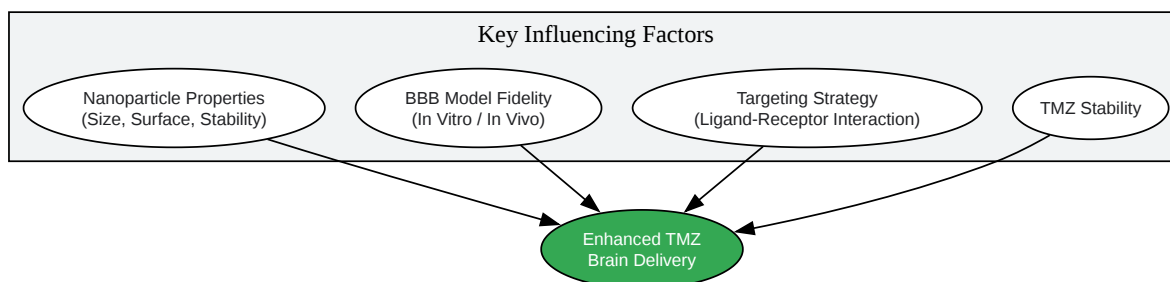 Key Influencing Factors
Nanoparticle Properties
(Size, Surface, Stability)
BBB Model Fidelity
(In Vitro / In Vivo)
Targeting Strategy
(Ligand-Receptor Interaction)
TMZ Stability
Enhanced TMZ
Brain Delivery